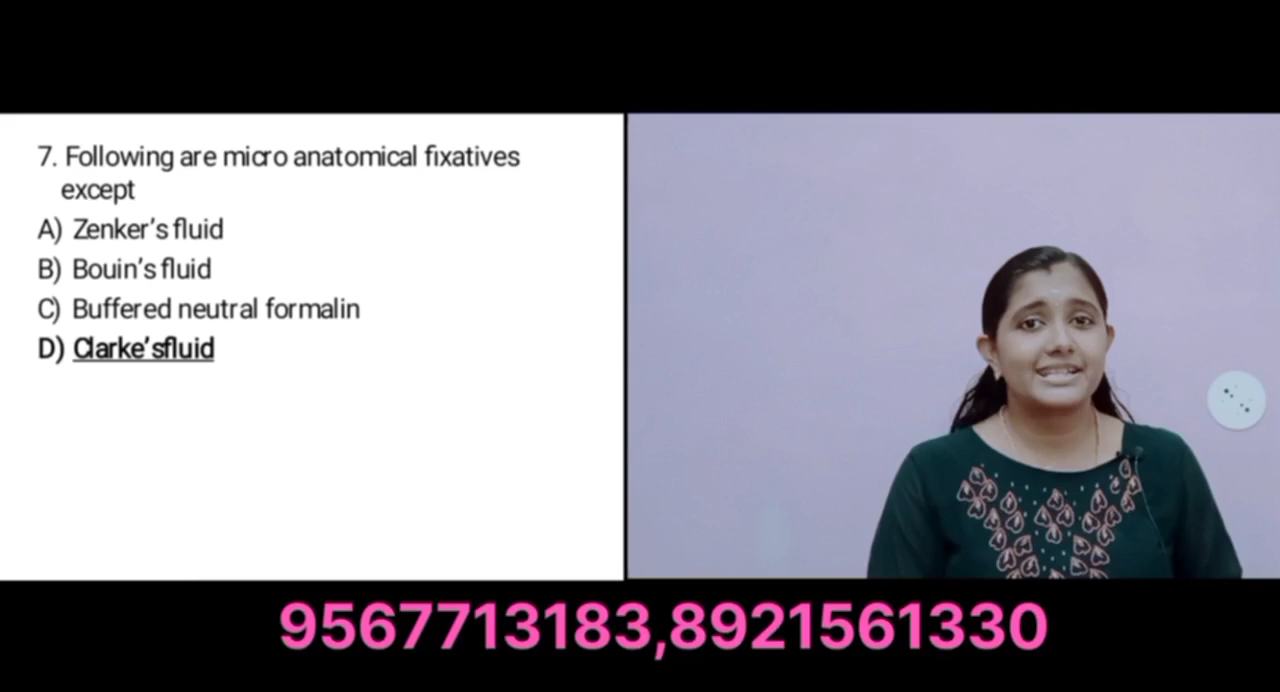 7. Following are micro anatomical fixatives
except
A) Zenker's fluid
B) Bouin's fluid
C) Buffered neutral formalin
D) Clarke'sfluid
9567713183,8921561330